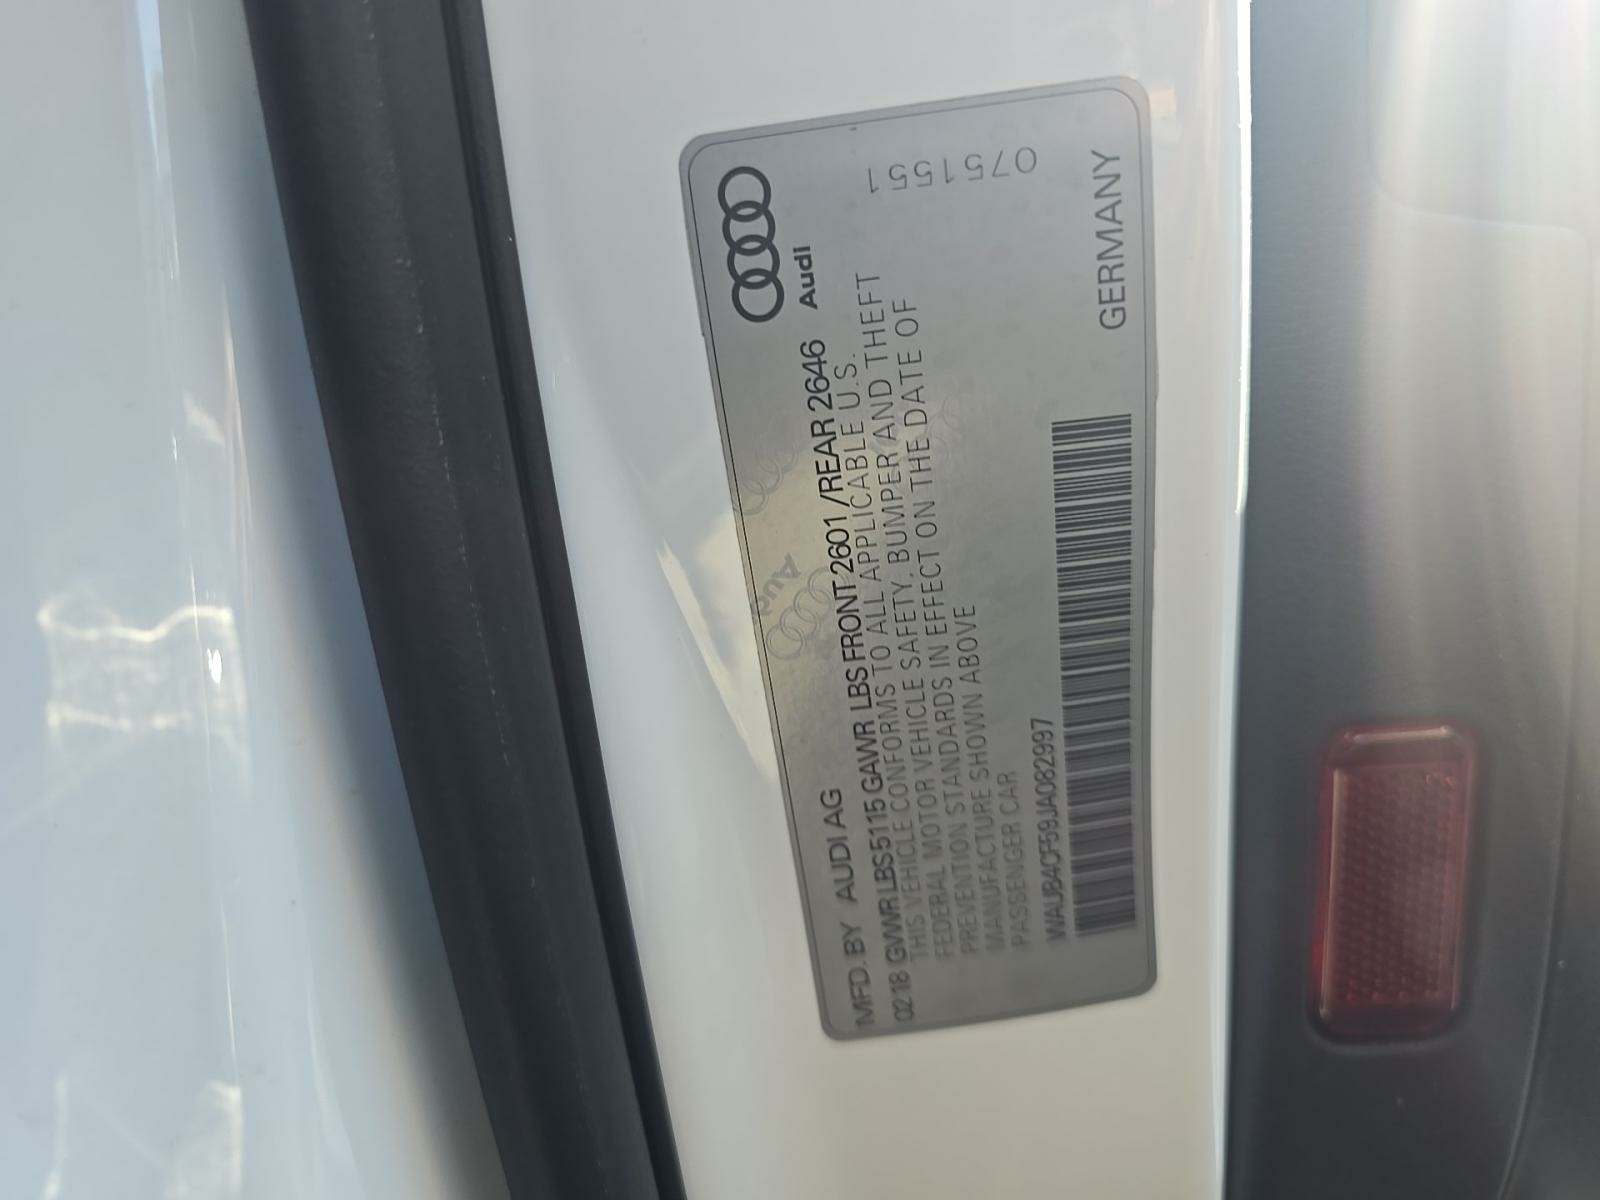 MFD. BY AUDI AG
02 18 GVWR LBS 5115 GAWR LBS FRONT 2601 /REAR 2646
Audi
THIS VEHICLE CONFORMS TO ALL APPLICABLE U.S.
FEDERAL MOTOR VEHICLE SAFETY. BUMPER AND THEFT
PREVENTION STANDARDS IN EFFECT ON THE DATE OF
MANUFACTURE SHOWN ABOVE
PASSENGER CAR
WAUB4CF59JA082997
0751551
GERMANY
Audi